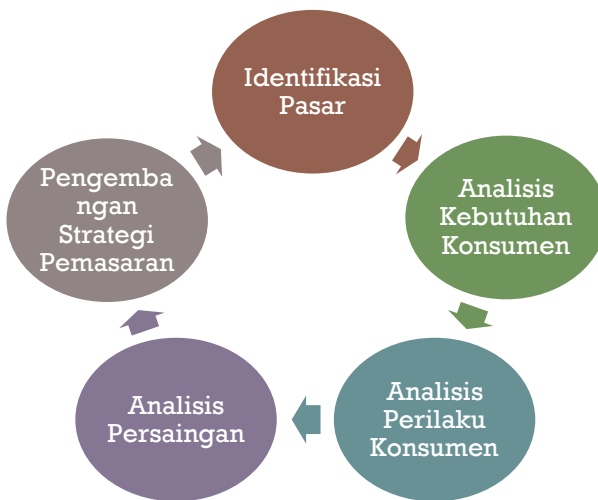 Identifikasi
Pasar
Analisis
Kebutuhan
Konsumen
Analisis
Perilaku
Konsumen
Analisis
Persaingan
Pengemba
ngan
Strategi
Pemasaran